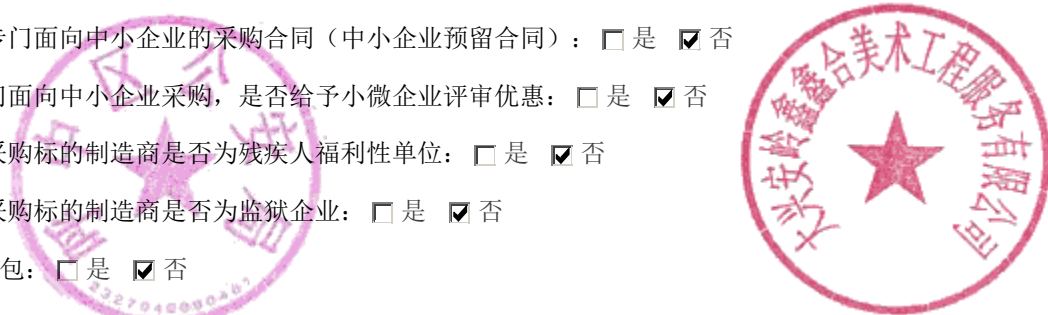 门面向中小企业的采购合同（中小企业预留合同）：□是 ☑否
面向中小企业采购，是否给予小微企业评审优惠：□是 ☑否
购标的制造商是否为残疾人福利性单位：□是 ☑否
购标的制造商是否为监狱企业：□是 ☑否
包：□是 ☑否
中区公安局
大兴安岭鑫鑫合美术工程服务有限公司